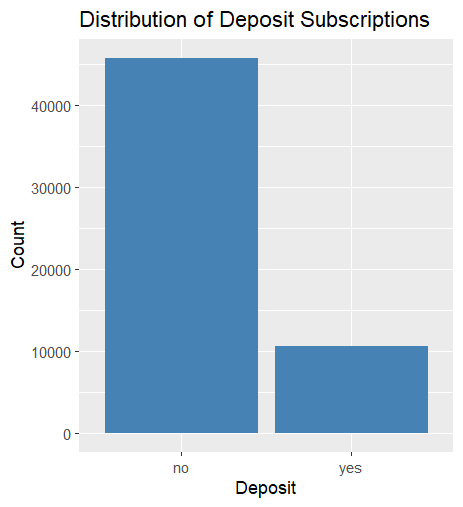 Distribution of Deposit Subscriptions
Count
40000
30000
20000
10000
0
no yes
Deposit